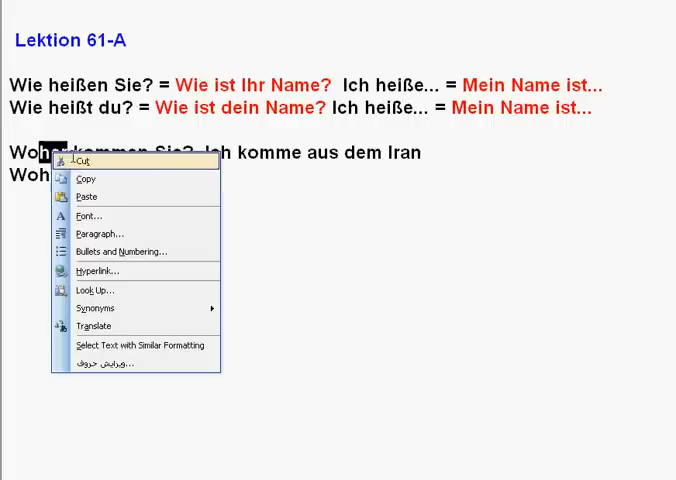 Lektion 61-A
Wie heißen Sie? = Wie ist Ihr Name? Ich heiße... = Mein Name ist...
Wie heißt du? = Wie ist dein Name? Ich heiße... = Mein Name ist...
Woher kommen Sie? Ich komme aus dem Iran
Woh
Cut
Copy
Paste
Font...
Paragraph...
Bullets and Numbering...
Hyperlink...
Look Up...
Synonyms
Translate
Select Text with Similar Formatting
ویرایش حروف...